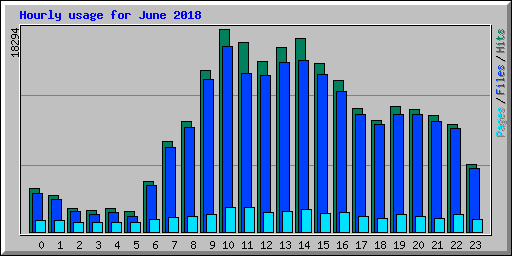 Hourly usage for June 2018
18294
Pages/Files/Hits
0 1 2 3 4 5 6 7 8 9 10 11 12 13 14 15 16 17 18 19 20 21 22 23